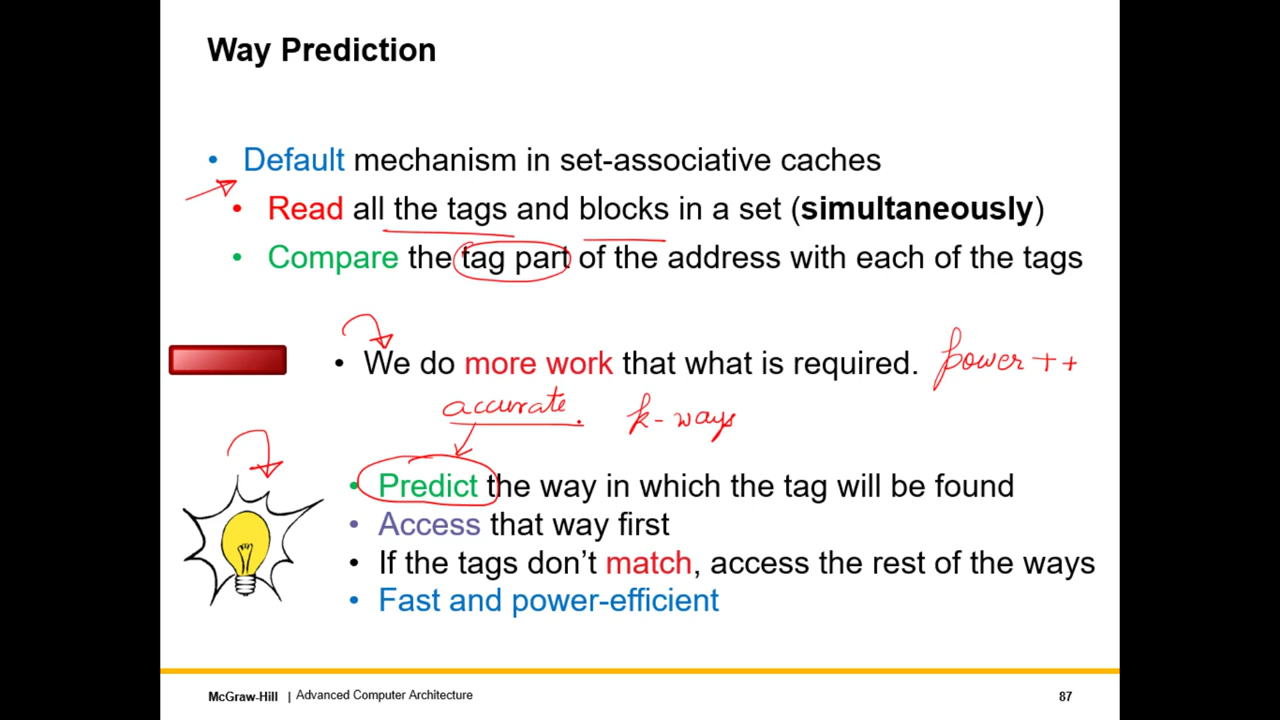 Way Prediction
• Default mechanism in set-associative caches
• Read all the tags and blocks in a set (simultaneously)
• Compare the tag part of the address with each of the tags
• We do more work that what is required. power ++
accurate. k-ways
• Predict the way in which the tag will be found
• Access that way first
• If the tags don't match, access the rest of the ways
• Fast and power-efficient
McGraw-Hill | Advanced Computer Architecture 87